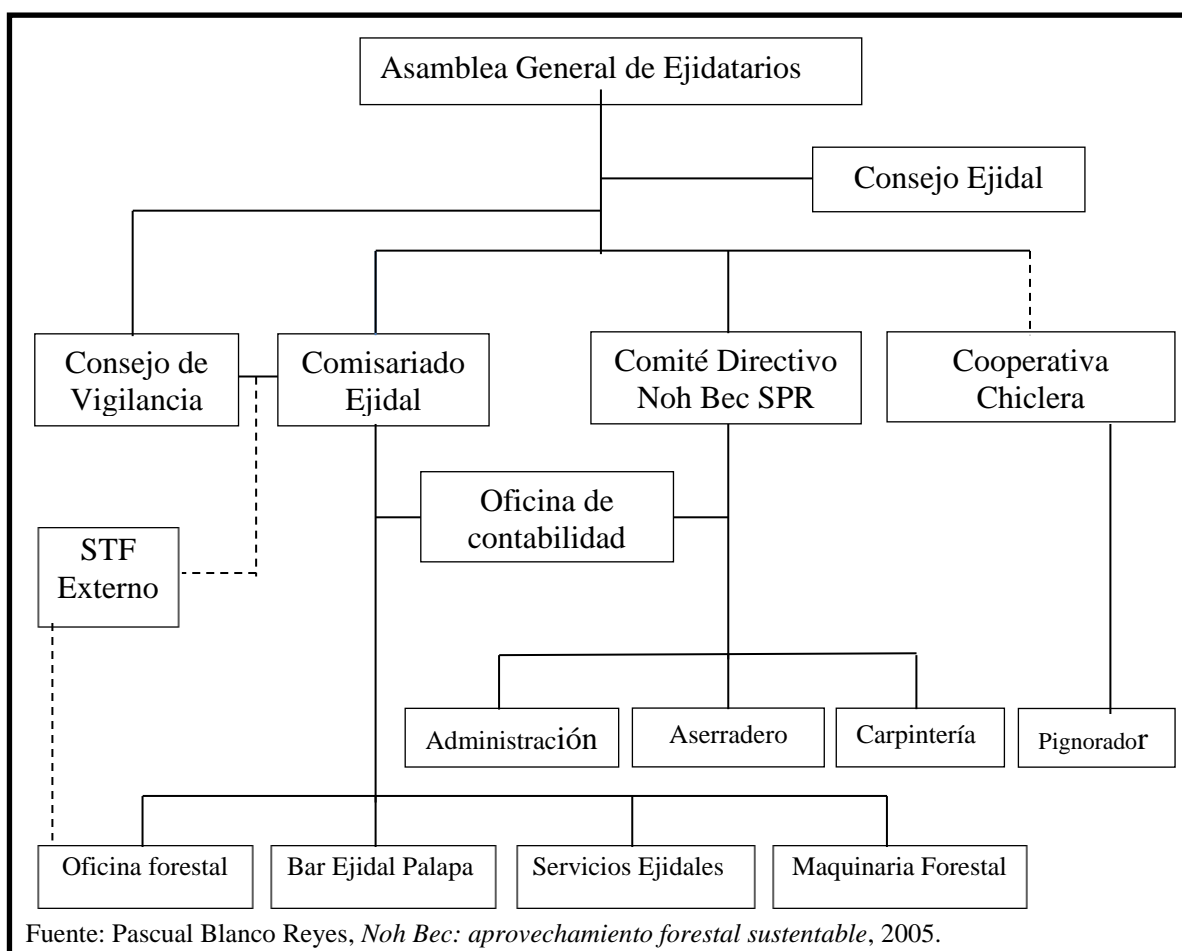 Asamblea General de Ejidatarios
Consejo Ejidal
Consejo de
Vigilancia
Comisariado
Ejidal
Comité Directivo
Noh Bec SPR
Cooperativa
Chiclera
Oficina de
contabilidad
STF
Externo
Administración
Aserradero
Carpintería
Pignorador
Oficina forestal
Bar Ejidal Palapa
Servicios Ejidales
Maquinaria Forestal
Fuente: Pascual Blanco Reyes, Noh Bec: aprovechamiento forestal sustentable, 2005.